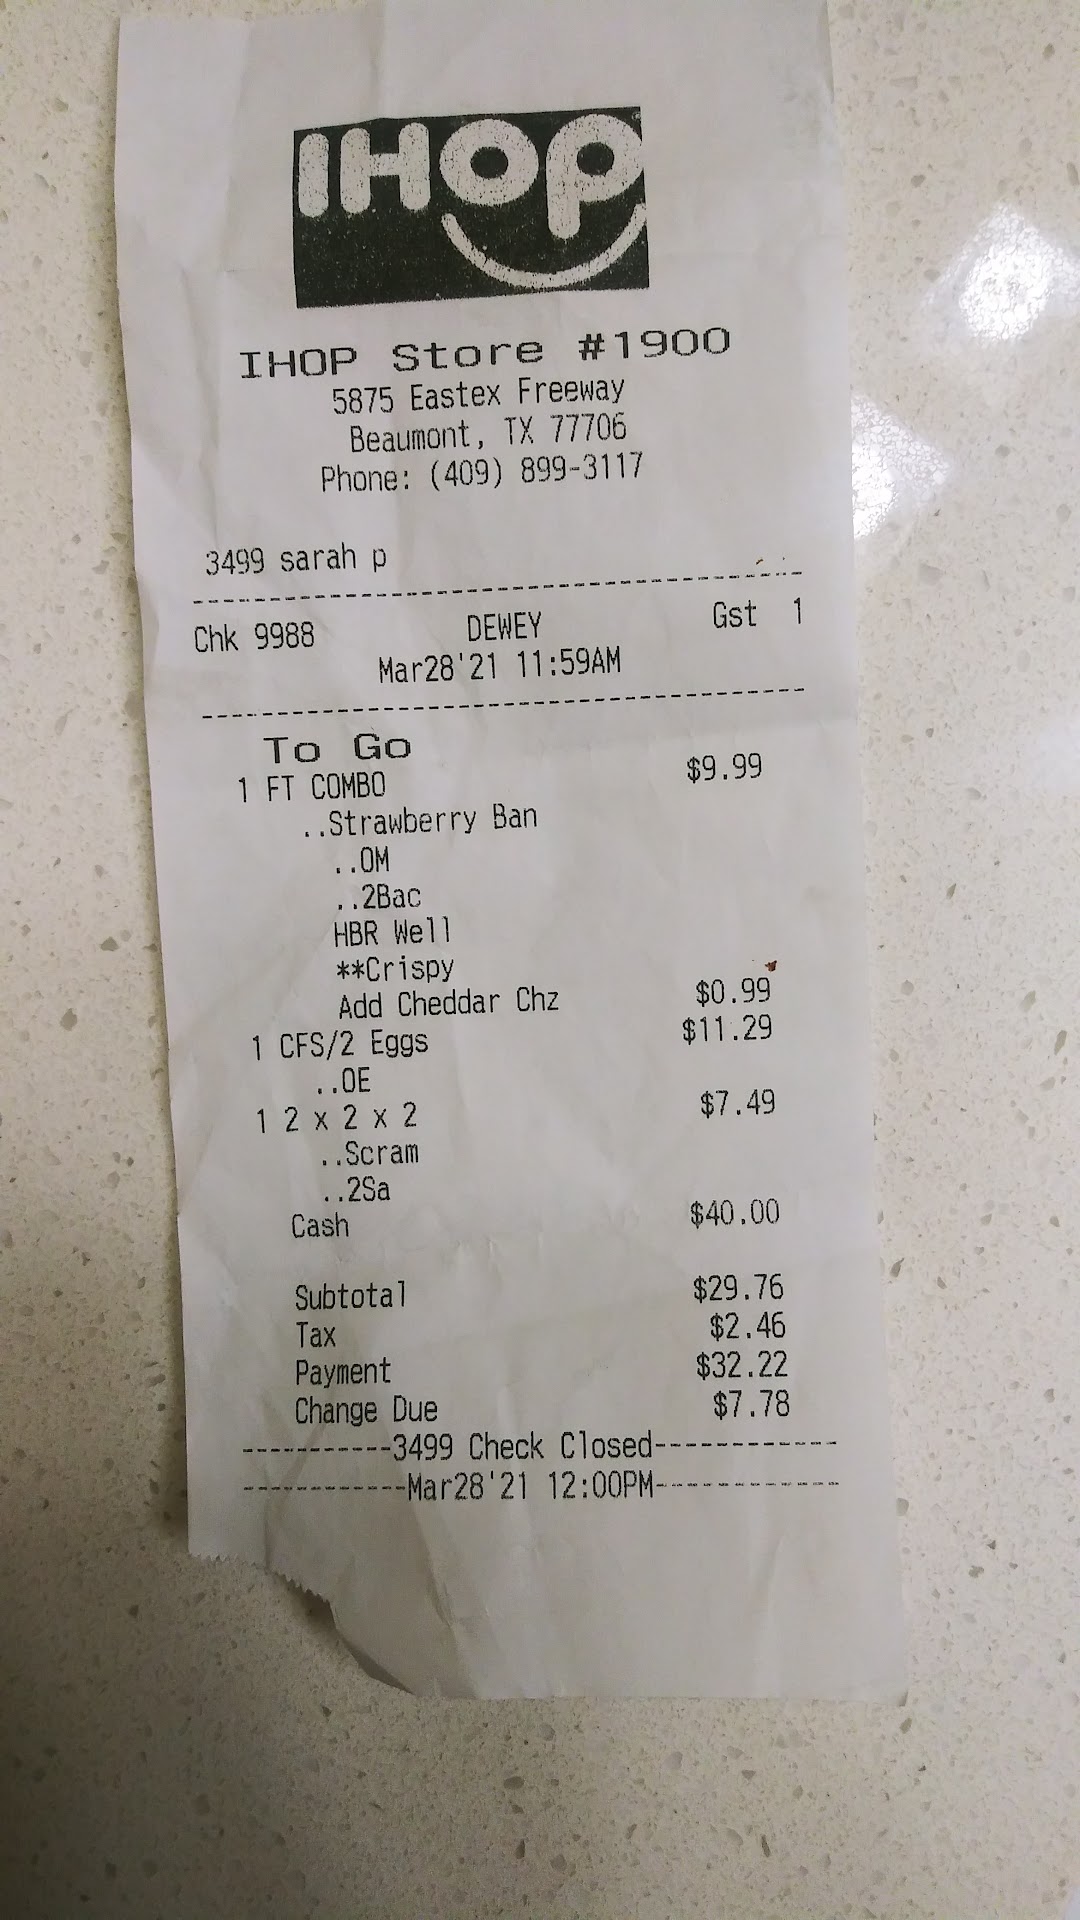 IHOP
IHOP Store #1900
5875 Eastex Freeway
Beaumont, TX 77706
Phone: (409) 899-3117
3499 sarah p
Chk 9988 DEWEY Gst 1
Mar28'21 11:59AM
To Go
1 FT COMBO $9.99
..Strawberry Ban
..OM
..2Bac
HBR Well
**Crispy
Add Cheddar Chz $0.99
1 CFS/2 Eggs $11.29
..OE
1 2 x 2 x 2 $7.49
..Scram
..2Sa
Cash $40.00
Subtotal $29.76
Tax $2.46
Payment $32.22
Change Due $7.78
-----------3499 Check Closed------------
------------Mar28'21 12:00PM------------